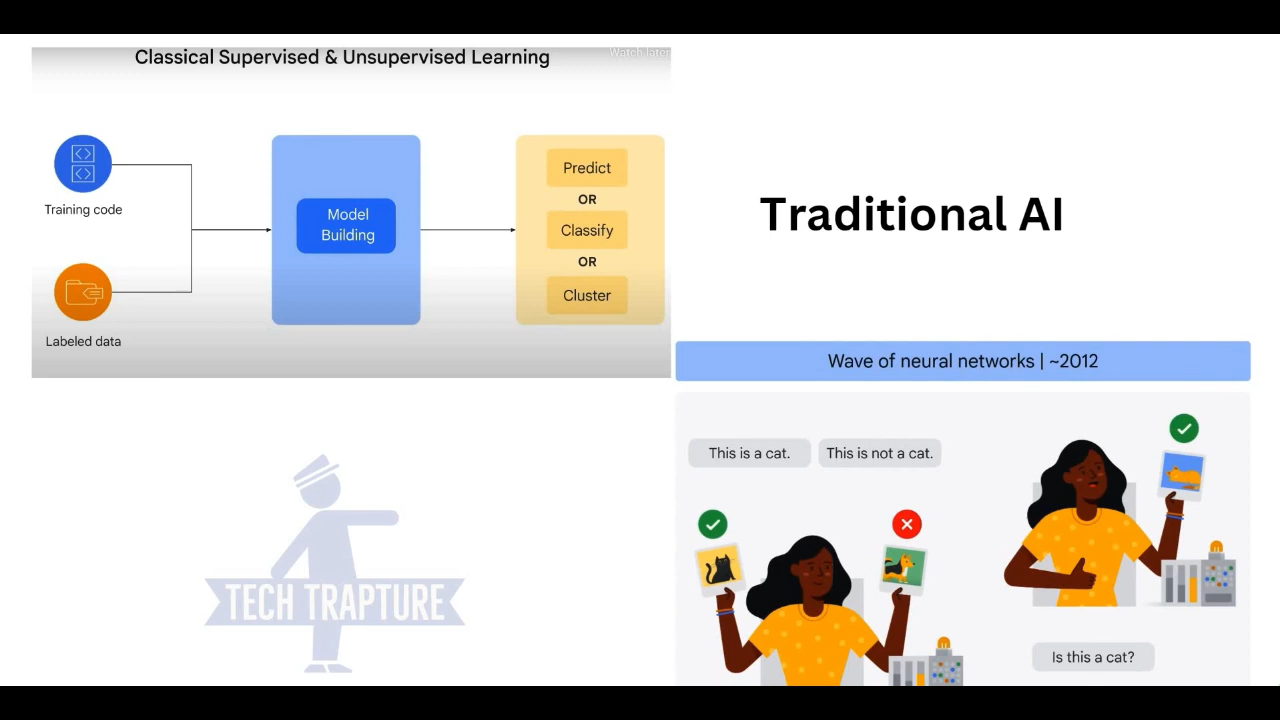 Classical Supervised & Unsupervised Learning
Watch later
Training code
Labeled data
Model
Building
Predict
OR
Classify
OR
Cluster
Traditional AI
Wave of neural networks | ~2012
This is a cat.
This is not a cat.
Is this a cat?
TECH TRAPTURE